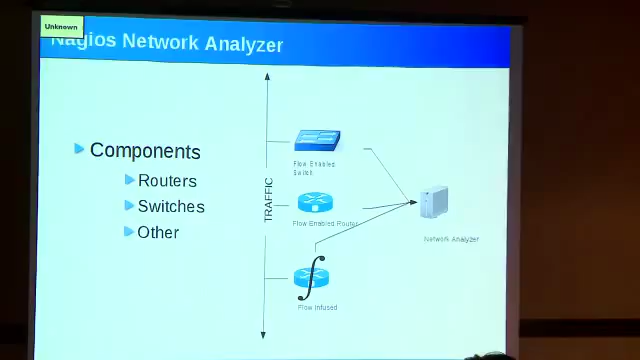 Unknown
Nagios Network Analyzer
Components
Routers
Switches
Other
TRAFFIC
Flow Enabled
Switch
Flow Enabled Router
Network Analyzer
Flow Infused